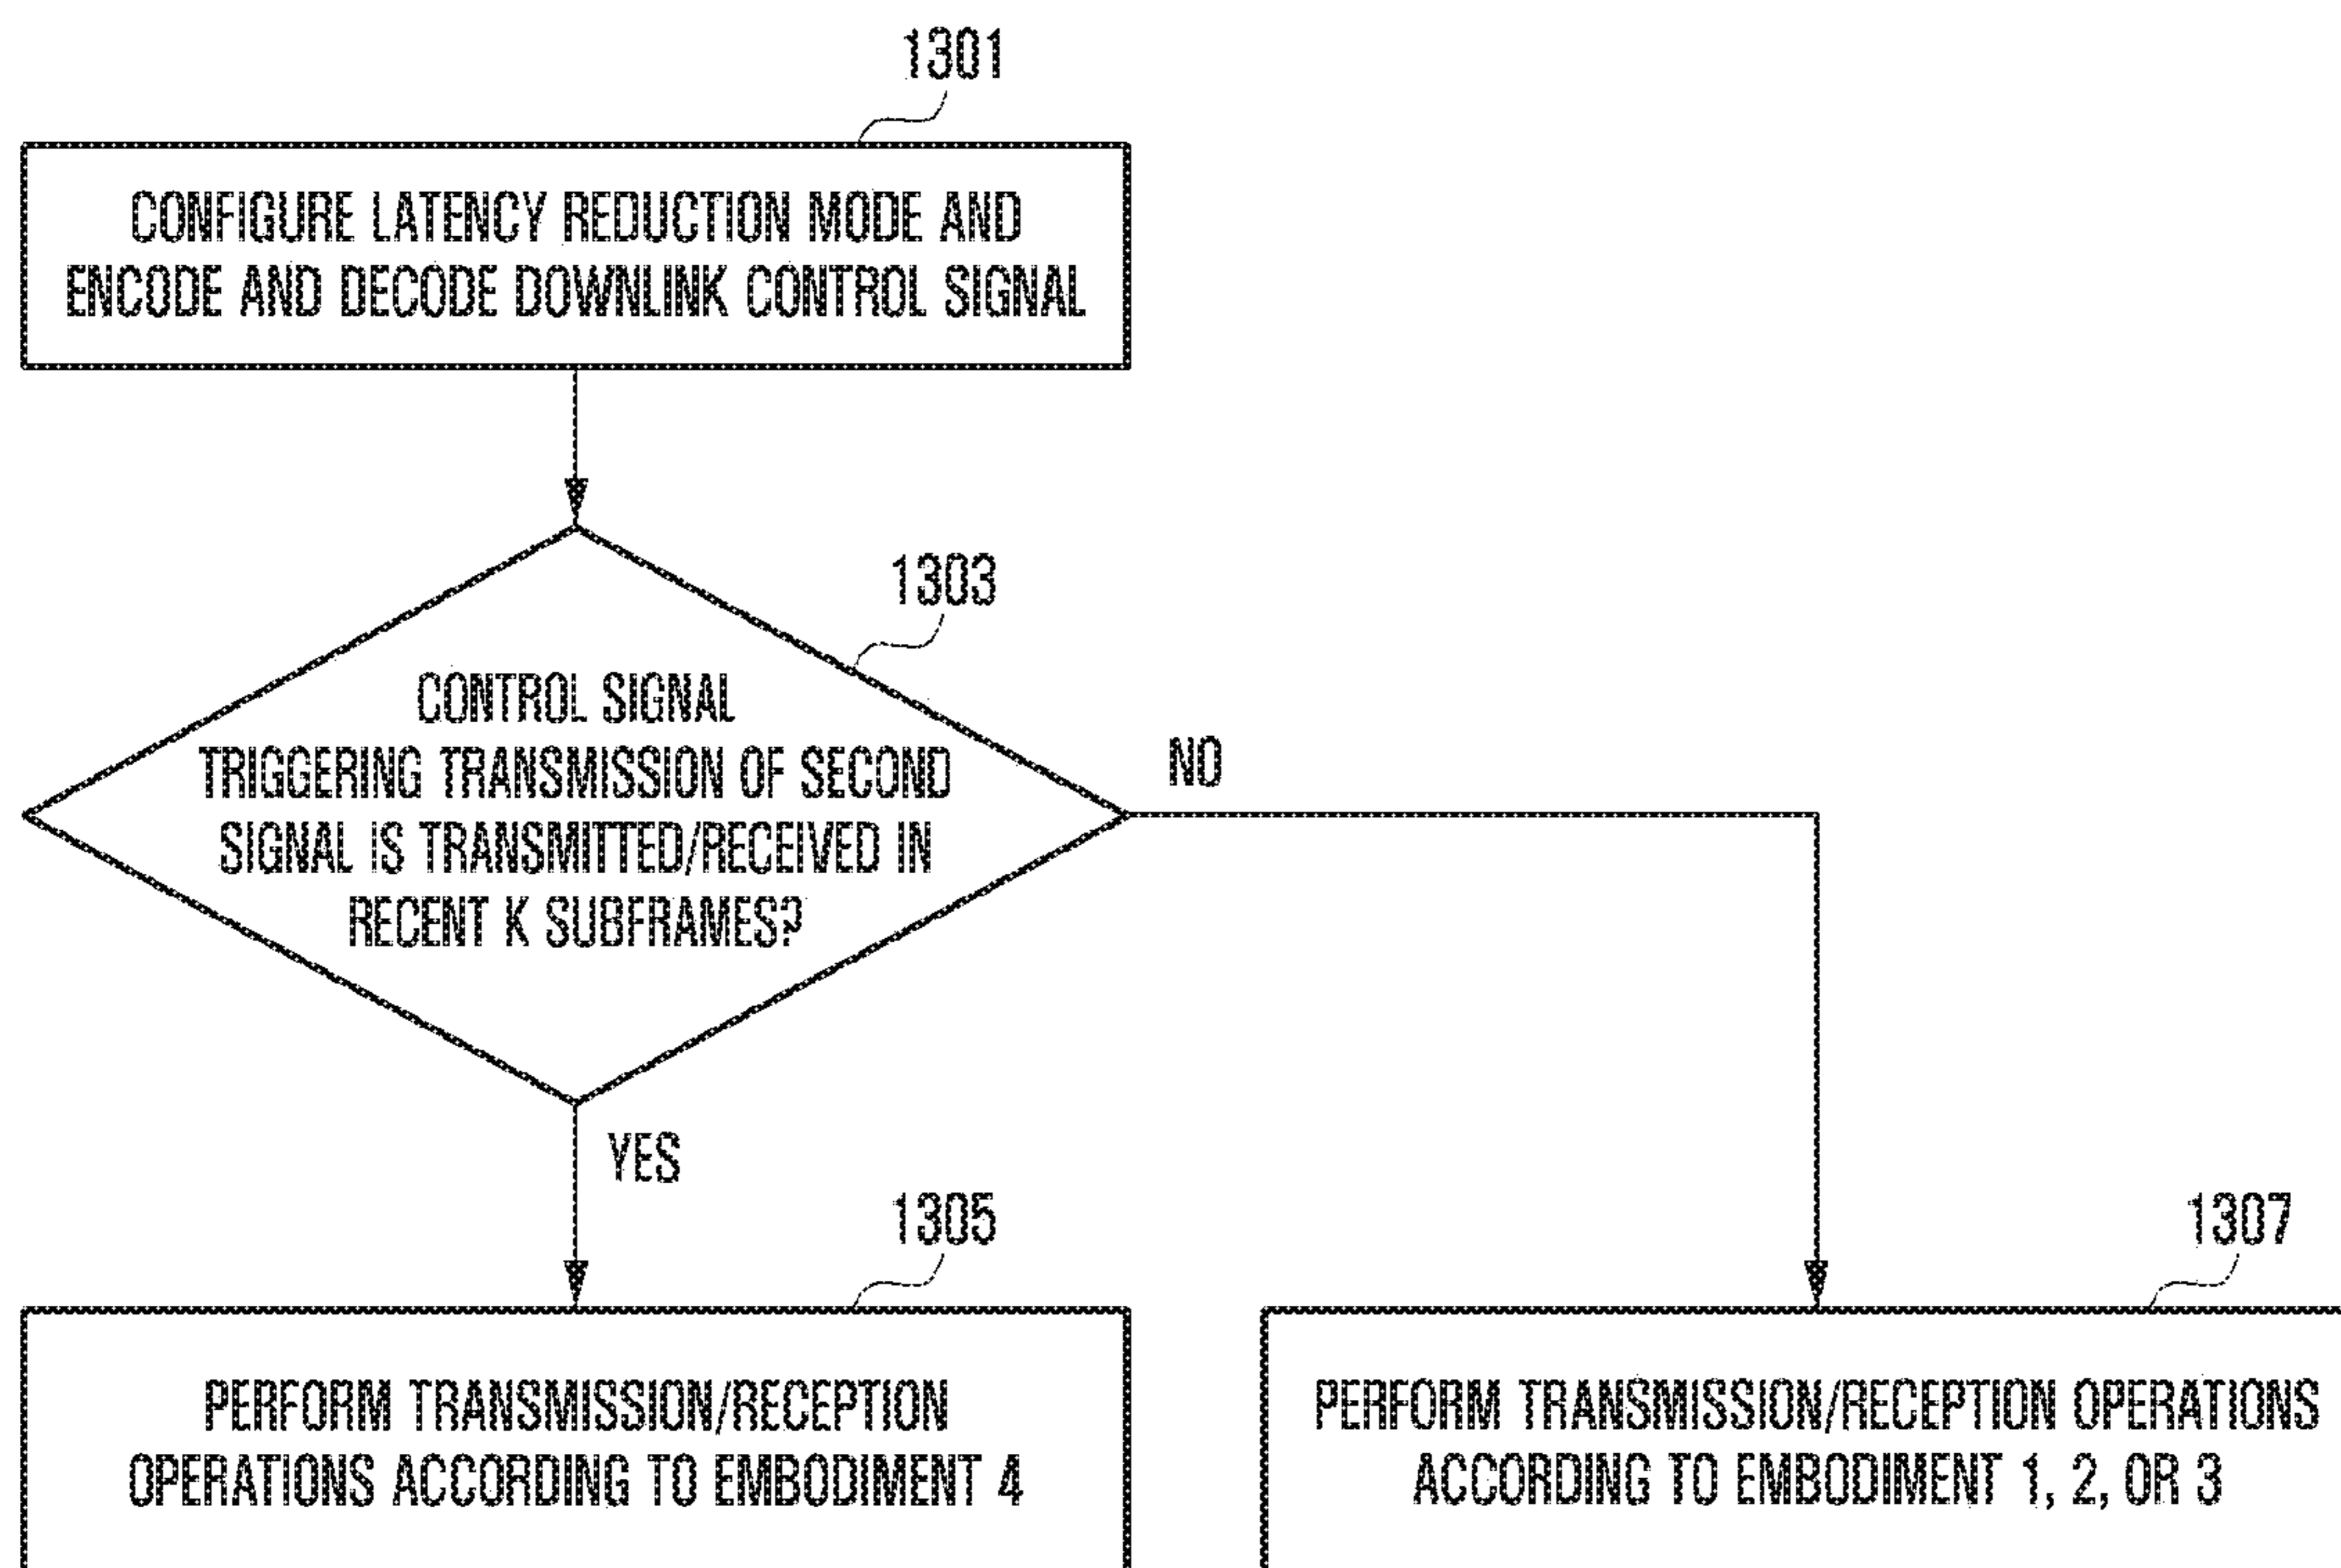 1301
CONFIGURE LATENCY REDUCTION MODE AND
ENCODE AND DECODE DOWNLINK CONTROL SIGNAL
1303
CONTROL SIGNAL
TRIGGERING TRANSMISSION OF SECOND
SIGNAL IS TRANSMITTED/RECEIVED IN
RECENT K SUBFRAMES?
NO
YES
1305
PERFORM TRANSMISSION/RECEPTION
OPERATIONS ACCORDING TO EMBODIMENT 4
1307
PERFORM TRANSMISSION/RECEPTION OPERATIONS
ACCORDING TO EMBODIMENT 1, 2, OR 3